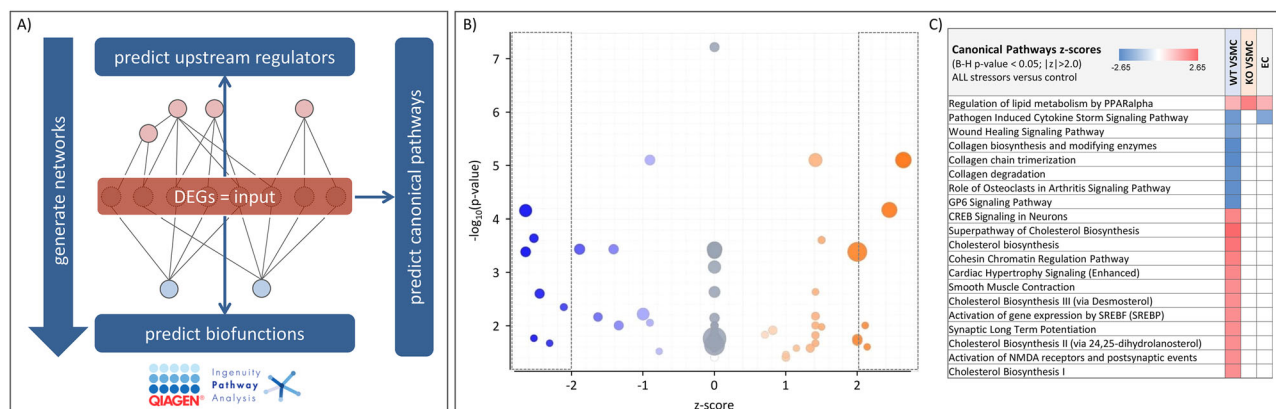 A)
predict upstream regulators
generate networks
DEGs = input
predict canonical pathways
predict biofunctions
QIAGEN®
Ingenuity
Pathway
Analysis
B)
-log10(p-value)
7
6
5
4
3
2
-2
-1
0
1
2
z-score
C)
Canonical Pathways z-scores
(B-H p-value < 0.05; |z|>2.0)
ALL stressors versus control
-2.65
2.65
WT VSMC
KO VSMC
EC
Regulation of lipid metabolism by PPARalpha
Pathogen Induced Cytokine Storm Signaling Pathway
Wound Healing Signaling Pathway
Collagen biosynthesis and modifying enzymes
Collagen chain trimerization
Collagen degradation
Role of Osteoclasts in Arthritis Signaling Pathway
GP6 Signaling Pathway
CREB Signaling in Neurons
Superpathway of Cholesterol Biosynthesis
Cholesterol biosynthesis
Cohesin Chromatin Regulation Pathway
Cardiac Hypertrophy Signaling (Enhanced)
Smooth Muscle Contraction
Cholesterol Biosynthesis III (via Desmosterol)
Activation of gene expression by SREBF (SREBP)
Synaptic Long Term Potentiation
Cholesterol Biosynthesis II (via 24,25-dihydrolanosterol)
Activation of NMDA receptors and postsynaptic events
Cholesterol Biosynthesis I